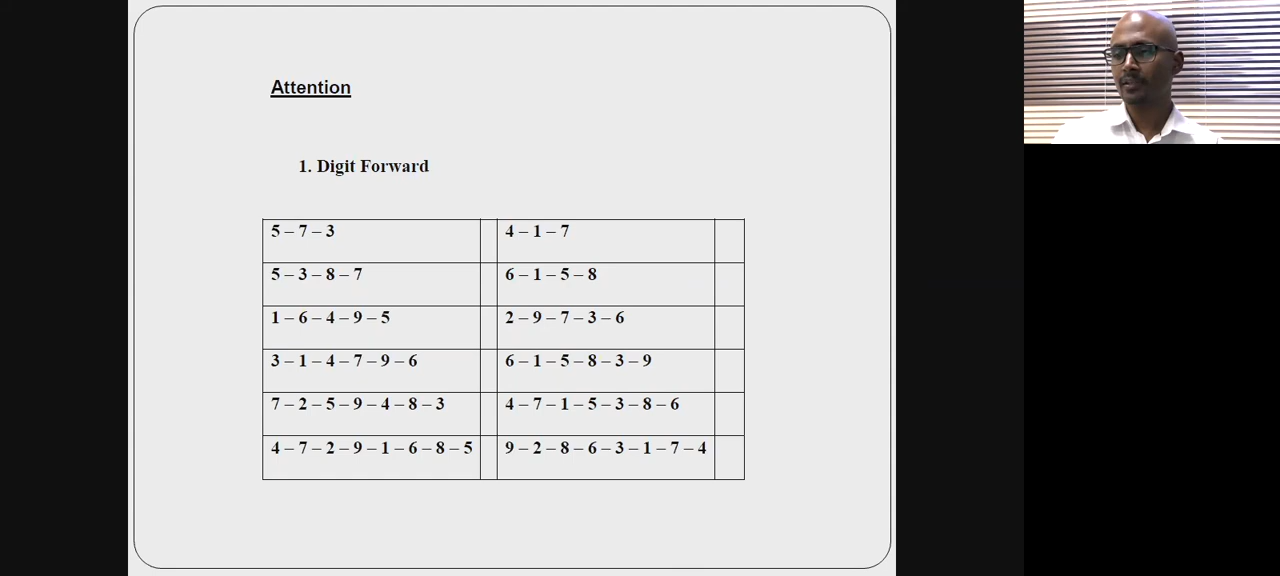 Attention
1. Digit Forward
5 – 7 – 3
4 – 1 – 7
5 – 3 – 8 – 7
6 – 1 – 5 – 8
1 – 6 – 4 – 9 – 5
2 – 9 – 7 – 3 – 6
3 – 1 – 4 – 7 – 9 – 6
6 – 1 – 5 – 8 – 3 – 9
7 – 2 – 5 – 9 – 4 – 8 – 3
4 – 7 – 1 – 5 – 3 – 8 – 6
4 – 7 – 2 – 9 – 1 – 6 – 8 – 5
9 – 2 – 8 – 6 – 3 – 1 – 7 – 4